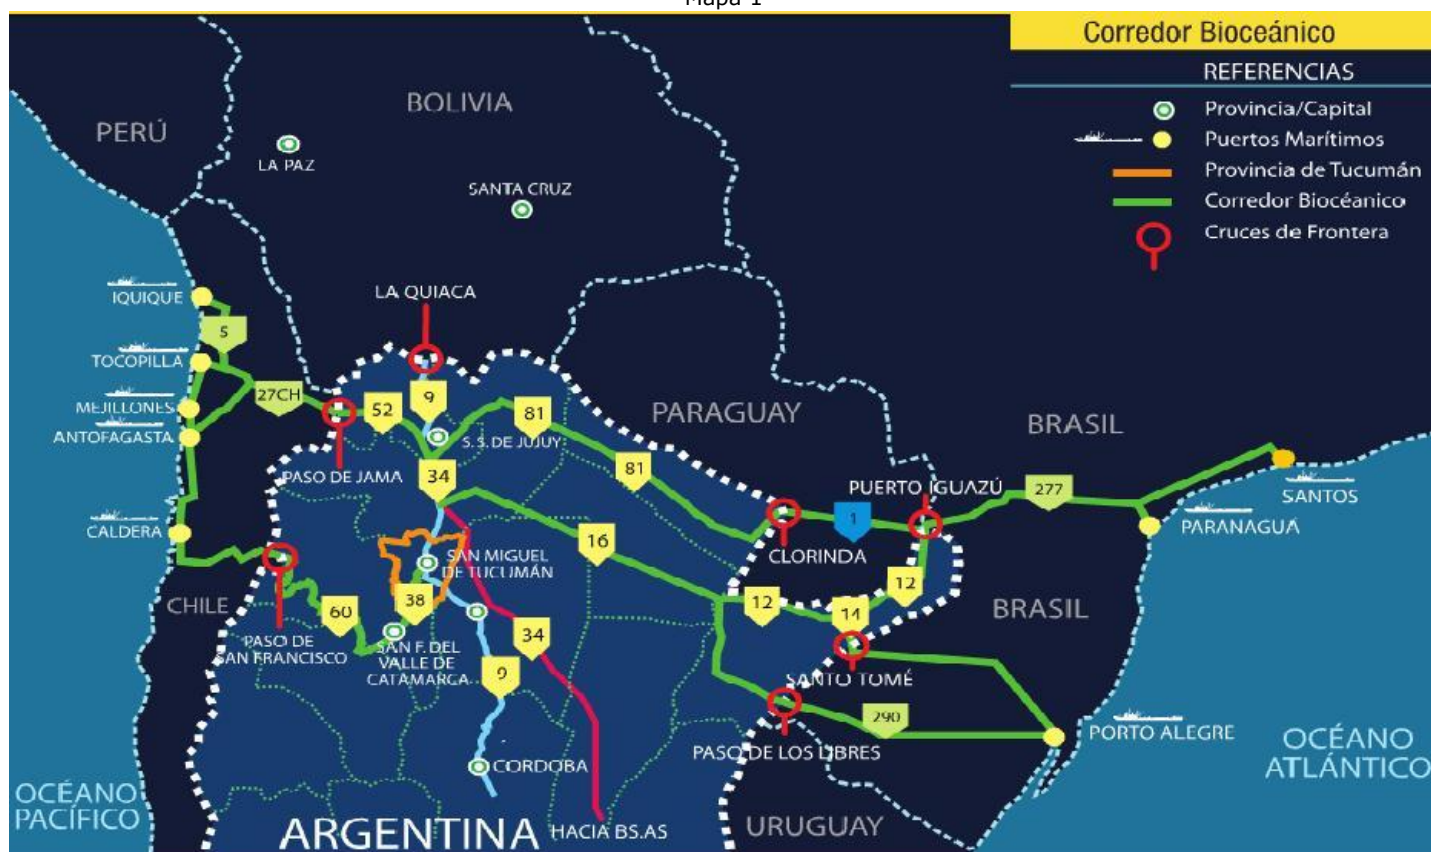 Mapa 1
Corredor Bioceánico
REFERENCIAS
Provincia/Capital
Puertos Marítimos
Provincia de Tucumán
Corredor Biocéanico
Cruces de Frontera
PERÚ
BOLIVIA
LA PAZ
SANTA CRUZ
IQUIQUE
LA QUIACA
5
TOCOPILLA
27CH
MEJILLONES
52
9
81
PARAGUAY
BRASIL
ANTOFAGASTA
S. S. DE JUJUY
PASO DE JAMA
34
81
PUERTO IGUAZÚ
277
SANTOS
CALDERA
16
1
PARANAGUÁ
CLORINDA
SAN MIGUEL
DE TUCUMÁN
CHILE
60
38
12
14
12
BRASIL
PASO DE
SAN FRANCISCO
SAN F. DEL
VALLE DE
CATAMARCA
34
9
SANTO TOMÉ
290
PASO DE LOS LIBRES
PORTO ALEGRE
CORDOBA
OCÉANO
PACÍFICO
OCÉANO
ATLÁNTICO
ARGENTINA
HACIA BS.AS
URUGUAY